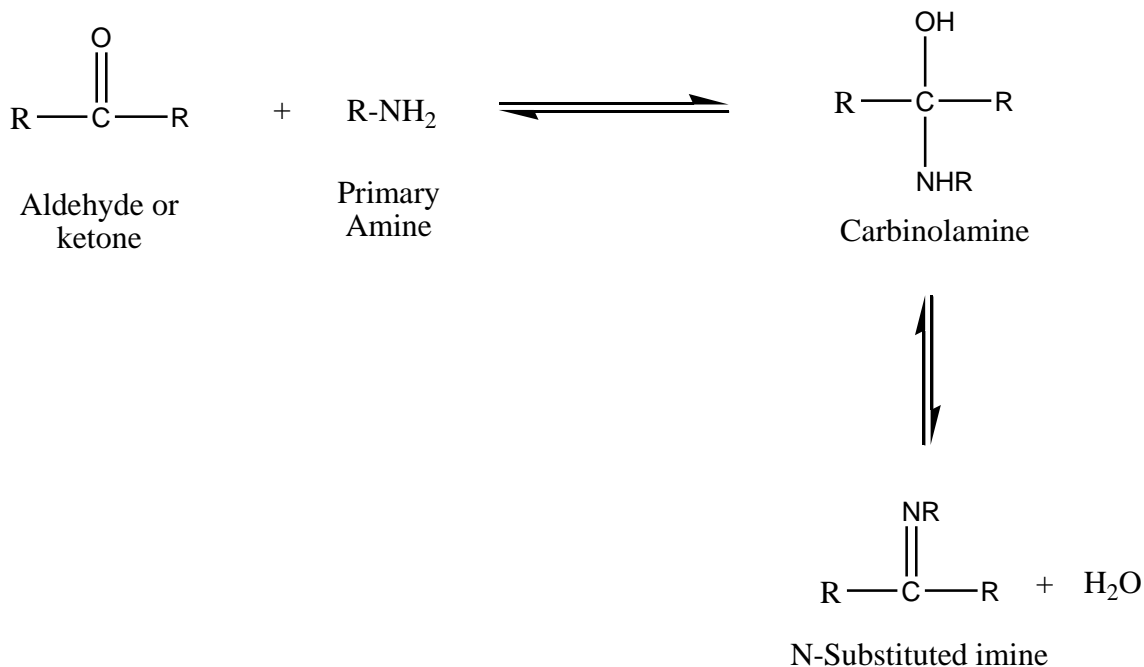 O
R C R + R-NH₂
Aldehyde or
ketone
Primary
Amine
OH
R C R
NHR
Carbinolamine
NR
R C R + H₂O
N-Substituted imine